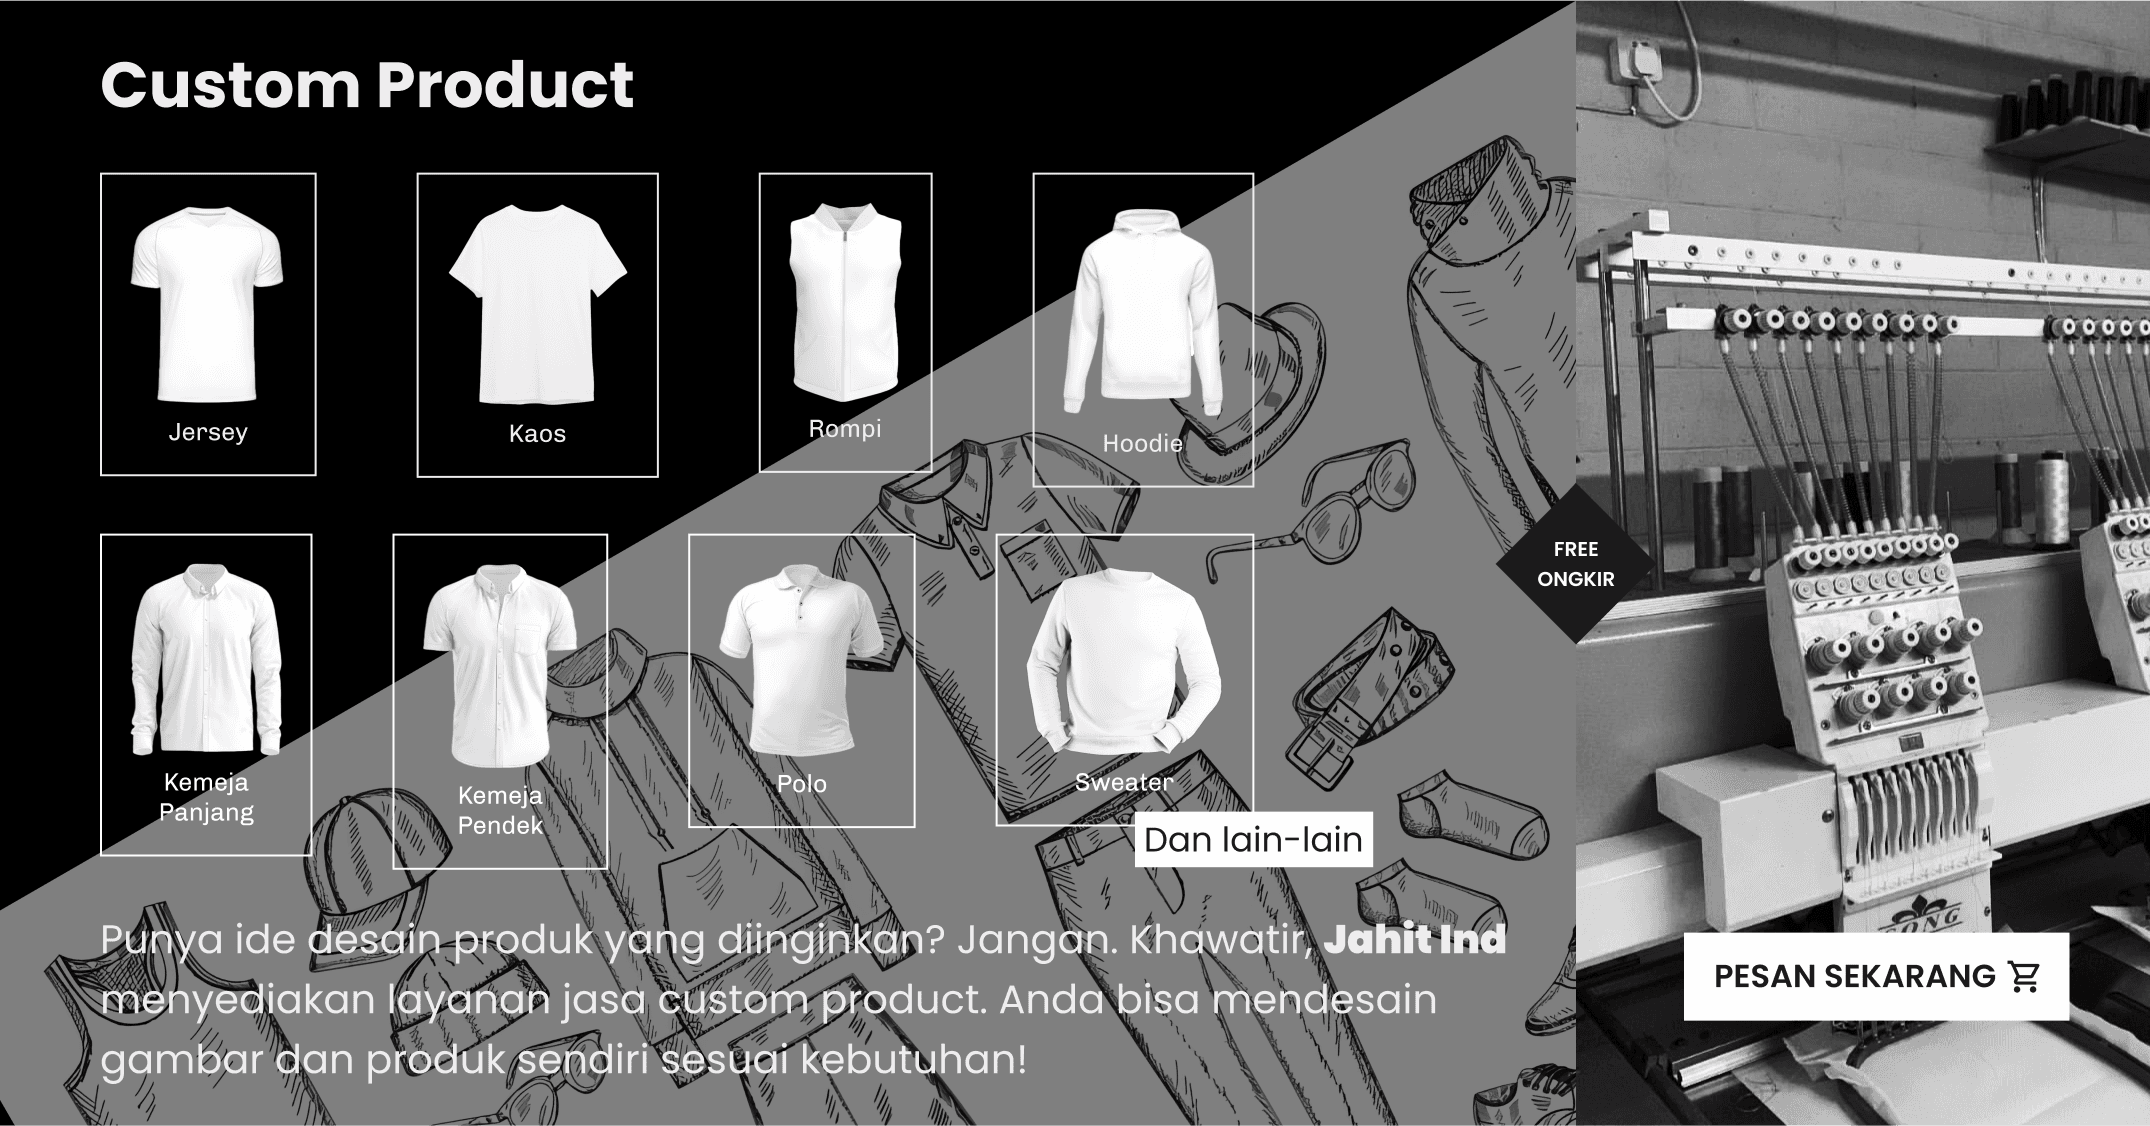 Custom Product
Jersey
Kaos
Rompi
Hoodie
Kemeja
Panjang
Kemeja
Pendek
Polo
Sweater
Dan lain-lain
Punya ide desain produk yang diinginkan? Jangan. Khawatir, Jahit Ind
menyediakan layanan jasa custom product. Anda bisa mendesain
gambar dan produk sendiri sesuai kebutuhan!
FREE
ONGKIR
PESAN SEKARANG